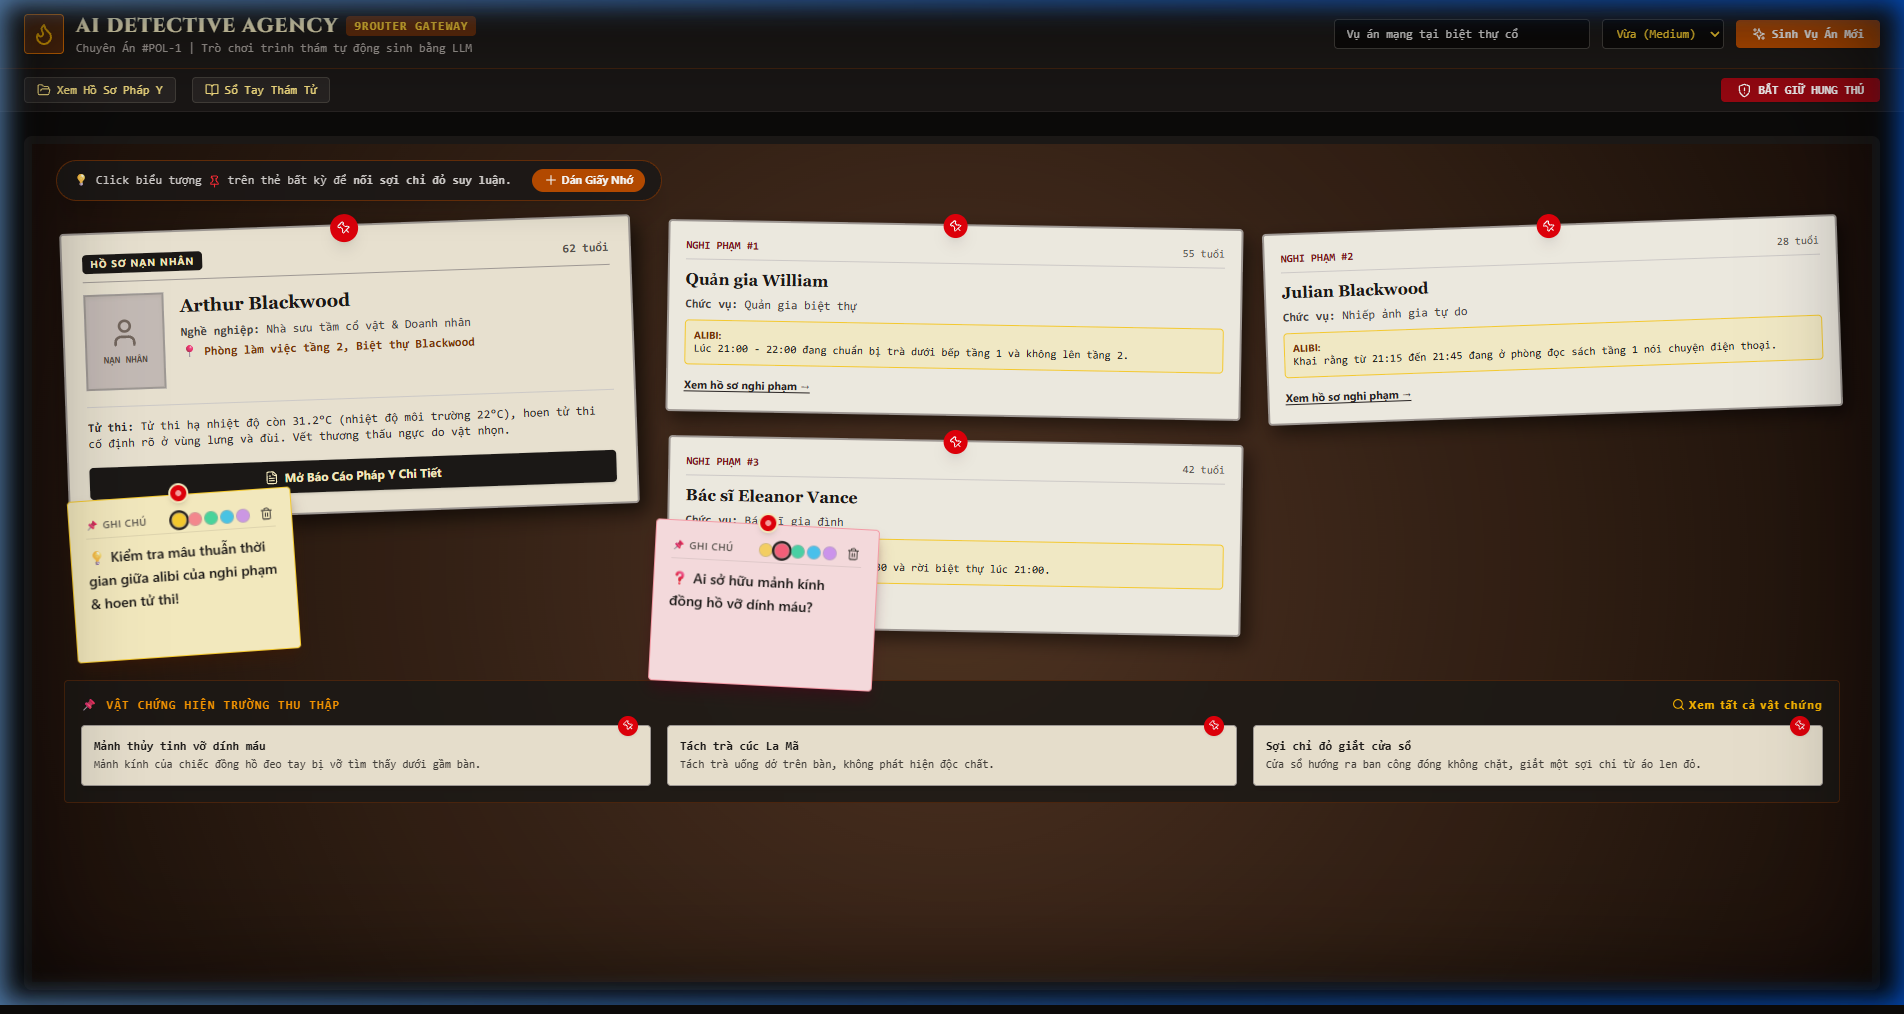 AI DETECTIVE AGENCY
9ROUTER GATEWAY
Chuyên Án #POL-1 | Trò chơi trinh thám tự động sinh bằng LLM
Vụ án mạng tại biệt thự cổ
Vừa (Medium)
Sinh Vụ Án Mới
Xem Hồ Sơ Pháp Y
Sổ Tay Thám Tử
BẮT GIỮ HUNG THỦ
Click biểu tượng trên thẻ bất kỳ để nối sợi chỉ đỏ suy luận.
Dán Giấy Nhớ
HỒ SƠ NẠN NHÂN
62 tuổi
NẠN NHÂN
Arthur Blackwood
Nghề nghiệp: Nhà sưu tầm cổ vật & Doanh nhân
Phòng làm việc tầng 2, Biệt thự Blackwood
Tử thi: Tử thi hạ nhiệt độ còn 31.2°C (nhiệt độ môi trường 22°C), hoen tử thi
cố định rõ ở vùng lưng và đùi. Vết thương thấu ngực do vật nhọn.
Mở Báo Cáo Pháp Y Chi Tiết
NGHI PHẠM #1
55 tuổi
Quản gia William
Chức vụ: Quản gia biệt thự
ALIBI:
Lúc 21:00 - 22:00 đang chuẩn bị trà dưới bếp tầng 1 và không lên tầng 2.
Xem hồ sơ nghi phạm →
NGHI PHẠM #2
28 tuổi
Julian Blackwood
Chức vụ: Nhiếp ảnh gia tự do
ALIBI:
Khai rằng từ 21:15 đến 21:45 đang ở phòng đọc sách tầng 1 nói chuyện điện thoại.
Xem hồ sơ nghi phạm →
NGHI PHẠM #3
42 tuổi
Bác sĩ Eleanor Vance
Chức vụ: Bá ĩ gia đình
và rời biệt thự lúc 21:00.
GHI CHÚ
Kiểm tra mâu thuẫn thời
gian giữa alibi của nghi phạm
& hoen tử thi!
GHI CHÚ
Ai sở hữu mảnh kính
đồng hồ vỡ dính máu?
VẬT CHỨNG HIỆN TRƯỜNG THU THẬP
Xem tất cả vật chứng
Mảnh thủy tinh vỡ dính máu
Mảnh kính của chiếc đồng hồ đeo tay bị vỡ tìm thấy dưới gầm bàn.
Tách trà cúc La Mã
Tách trà uống dở trên bàn, không phát hiện độc chất.
Sợi chỉ đỏ giắt cửa sổ
Cửa sổ hướng ra ban công đóng không chặt, giắt một sợi chỉ từ áo len đỏ.